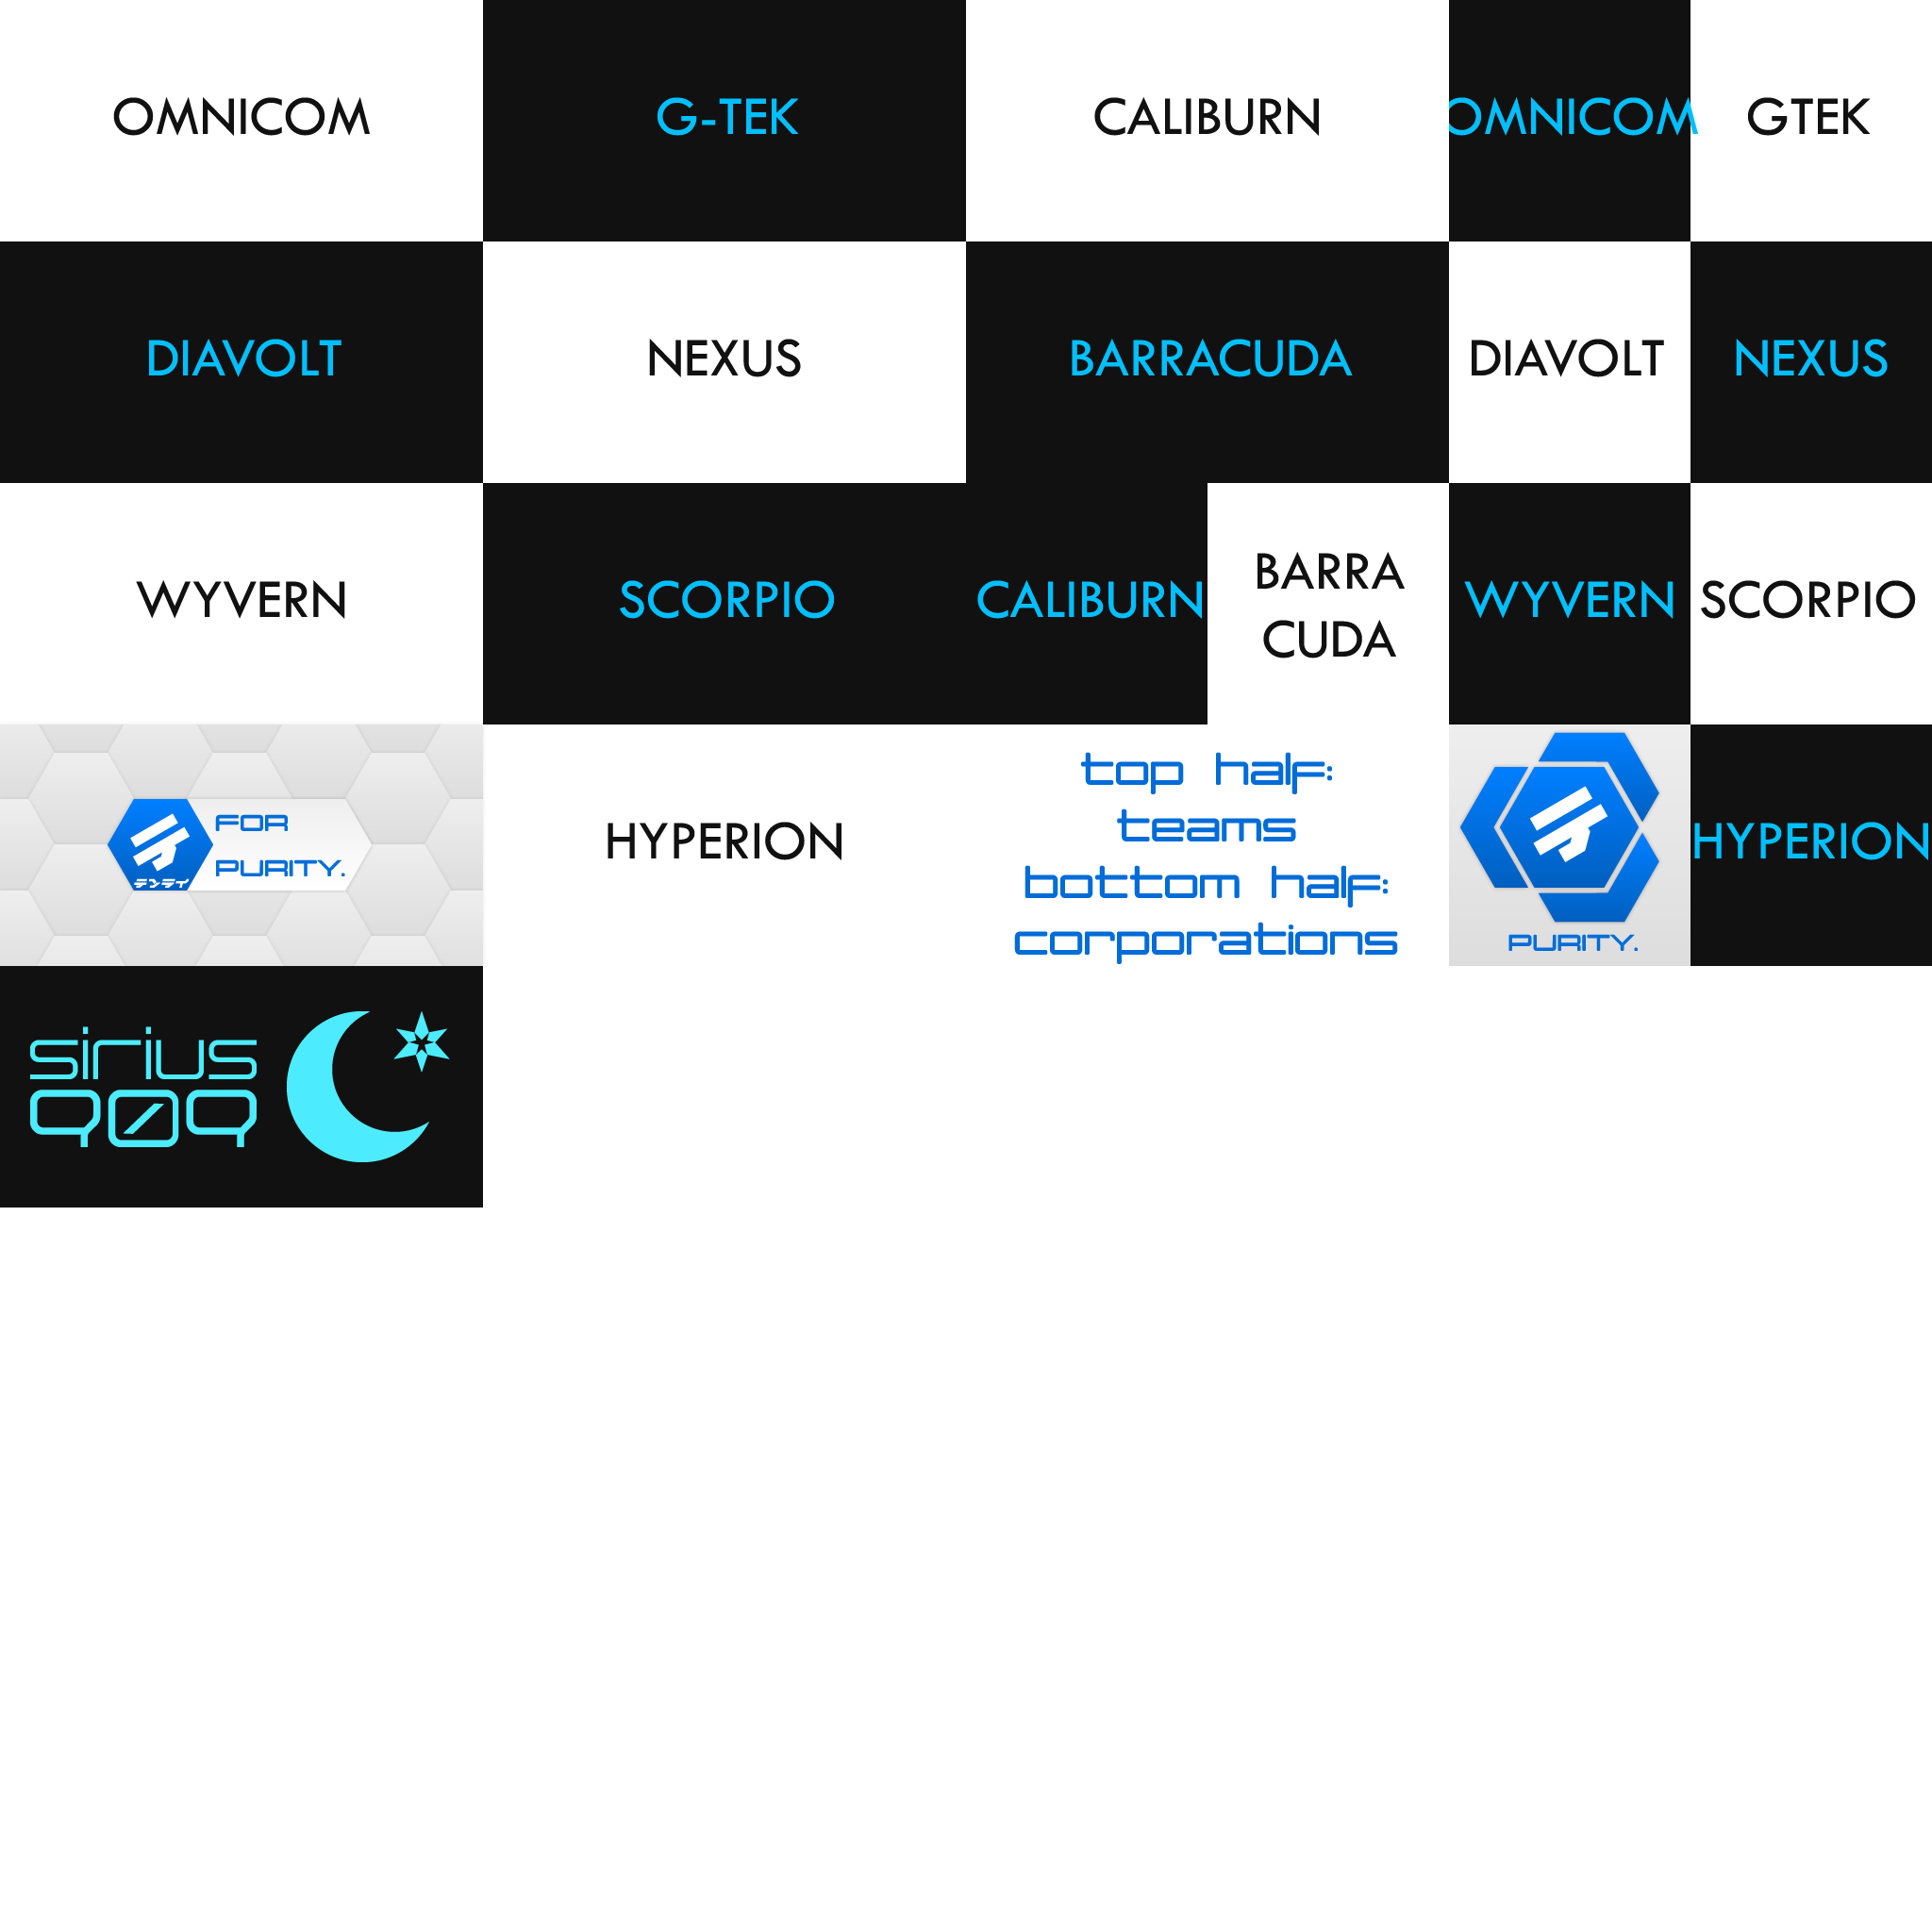 OMNICOM
G-TEK
CALIBURN
OMNICOM
GTEK
DIAVOLT
NEXUS
BARRACUDA
DIAVOLT
NEXUS
WYVERN
SCORPIO
CALIBURN
BARRA
CUDA
WYVERN
SCORPIO
FOR
PURITY.
テンライ
HYPERION
top half:
teams
bottom half:
corporations
PURITY.
HYPERION
sirius
909